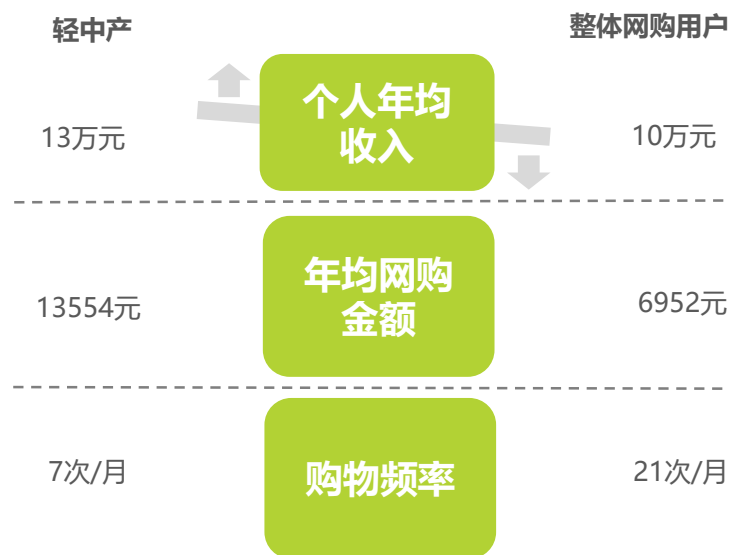 轻中产
整体网购用户
个人年均
收入
13万元
10万元
年均网购
金额
13554元
6952元
购物频率
7次/月
21次/月